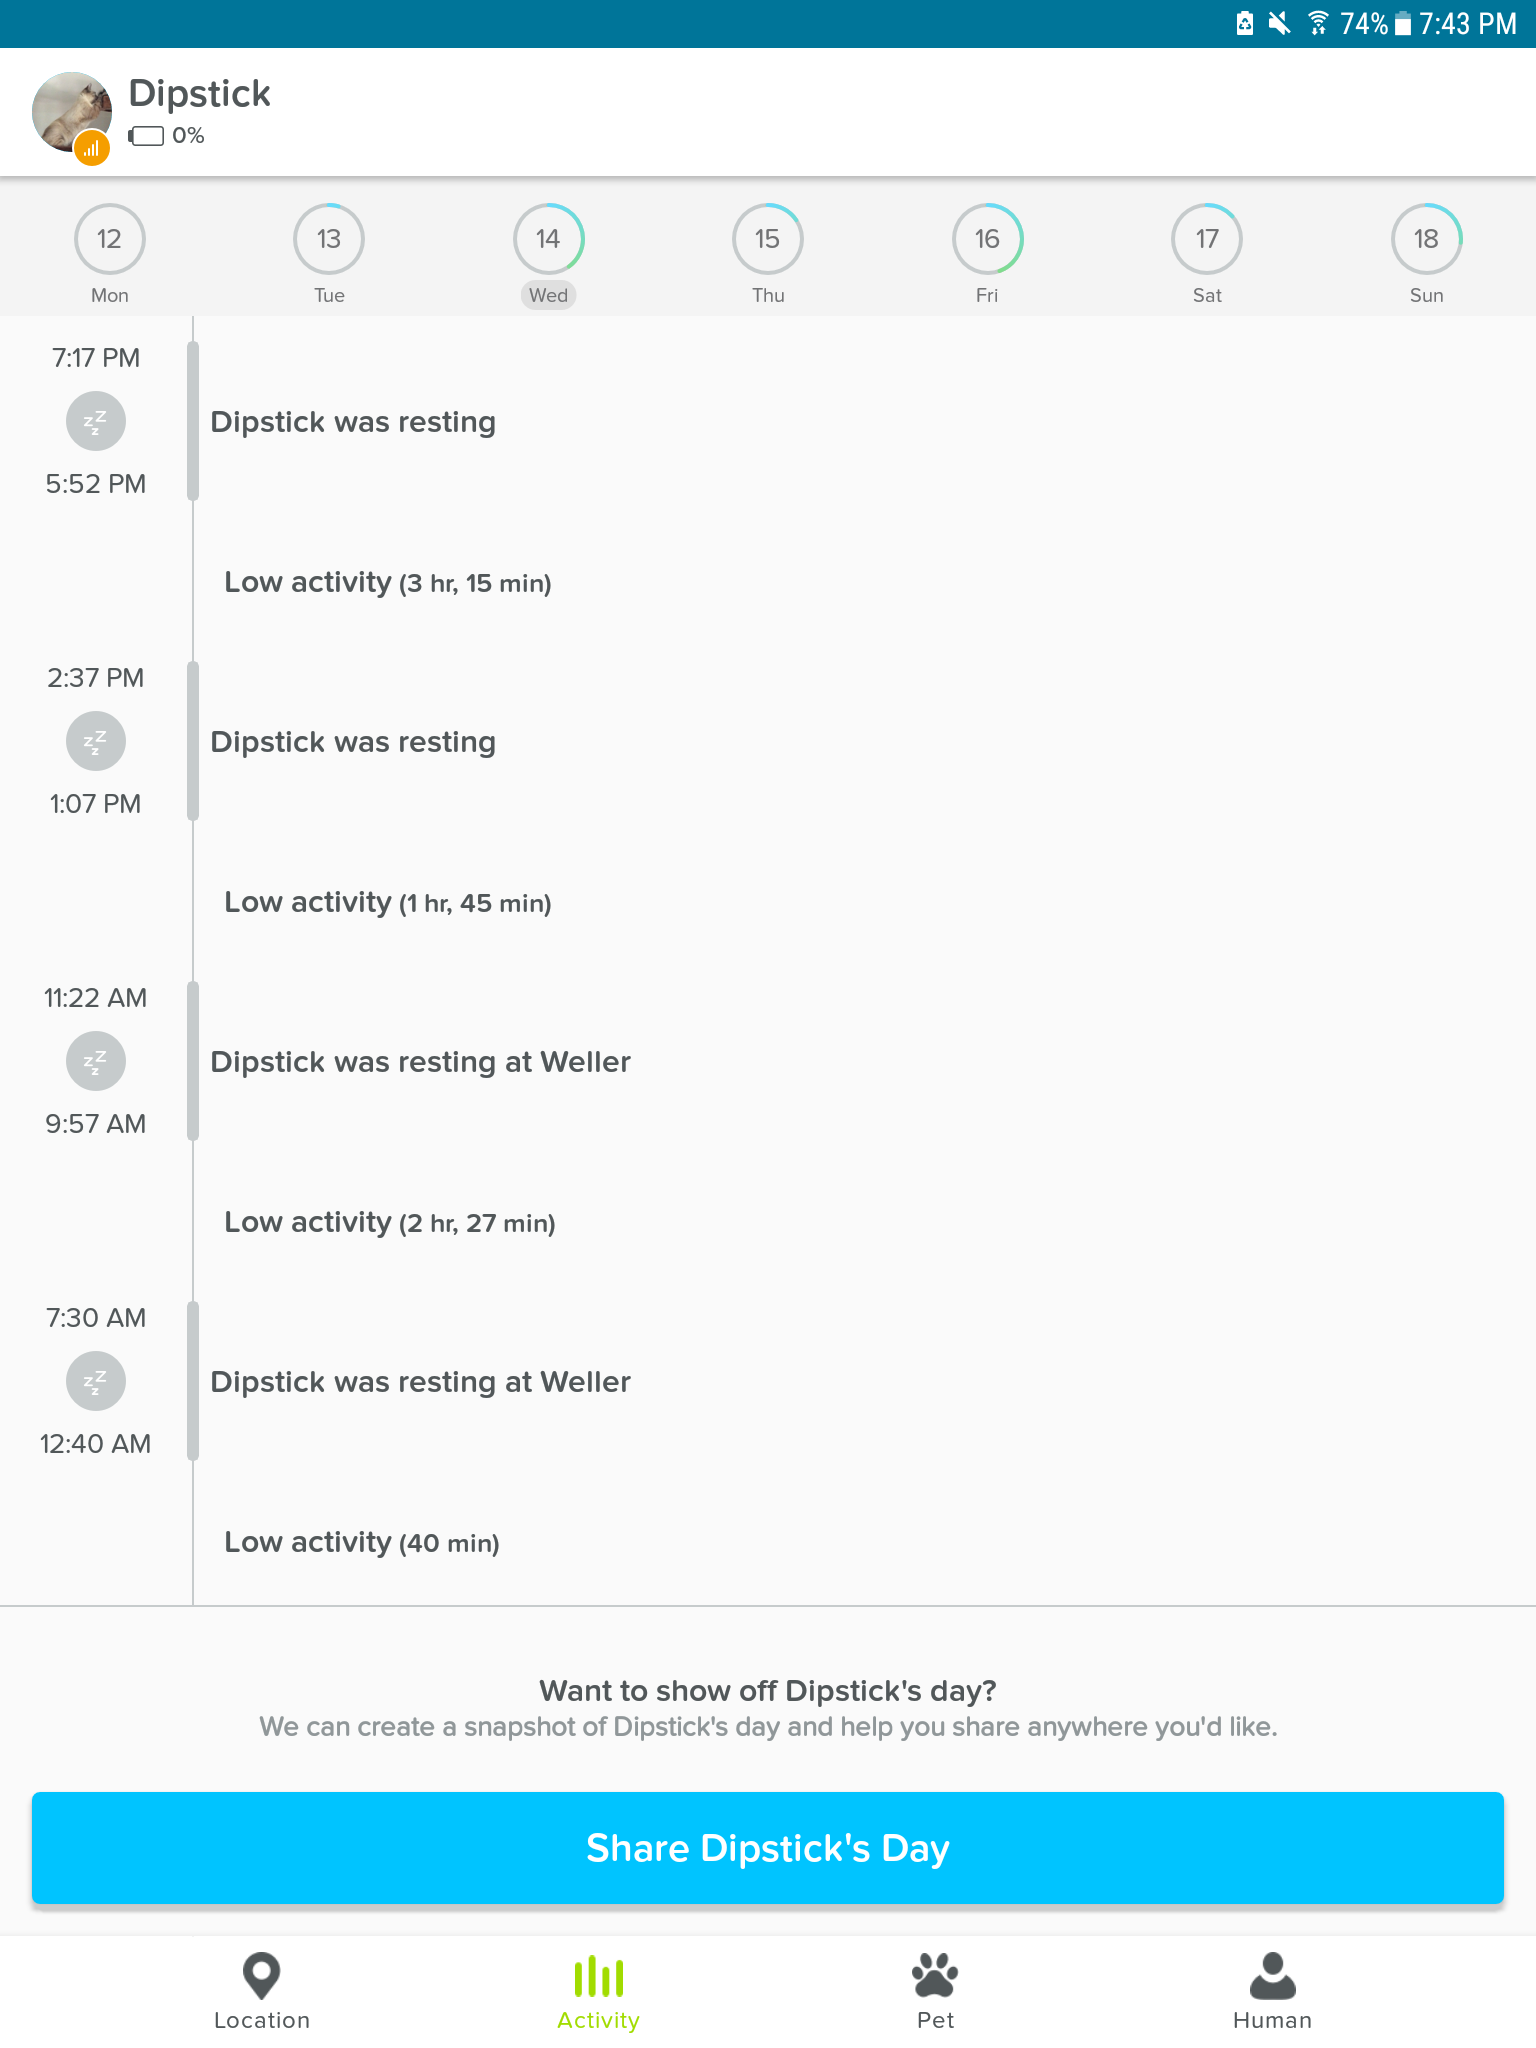 74% 7:43 PM
Dipstick
0%
12 13 14 15 16 17 18
Mon Tue Wed Thu Fri Sat Sun
7:17 PM
zZz
Dipstick was resting
5:52 PM
Low activity (3 hr, 15 min)
2:37 PM
zZz
Dipstick was resting
1:07 PM
Low activity (1 hr, 45 min)
11:22 AM
zZz
Dipstick was resting at Weller
9:57 AM
Low activity (2 hr, 27 min)
7:30 AM
zZz
Dipstick was resting at Weller
12:40 AM
Low activity (40 min)
Want to show off Dipstick's day?
We can create a snapshot of Dipstick's day and help you share anywhere you'd like.
Share Dipstick's Day
Location Activity Pet Human